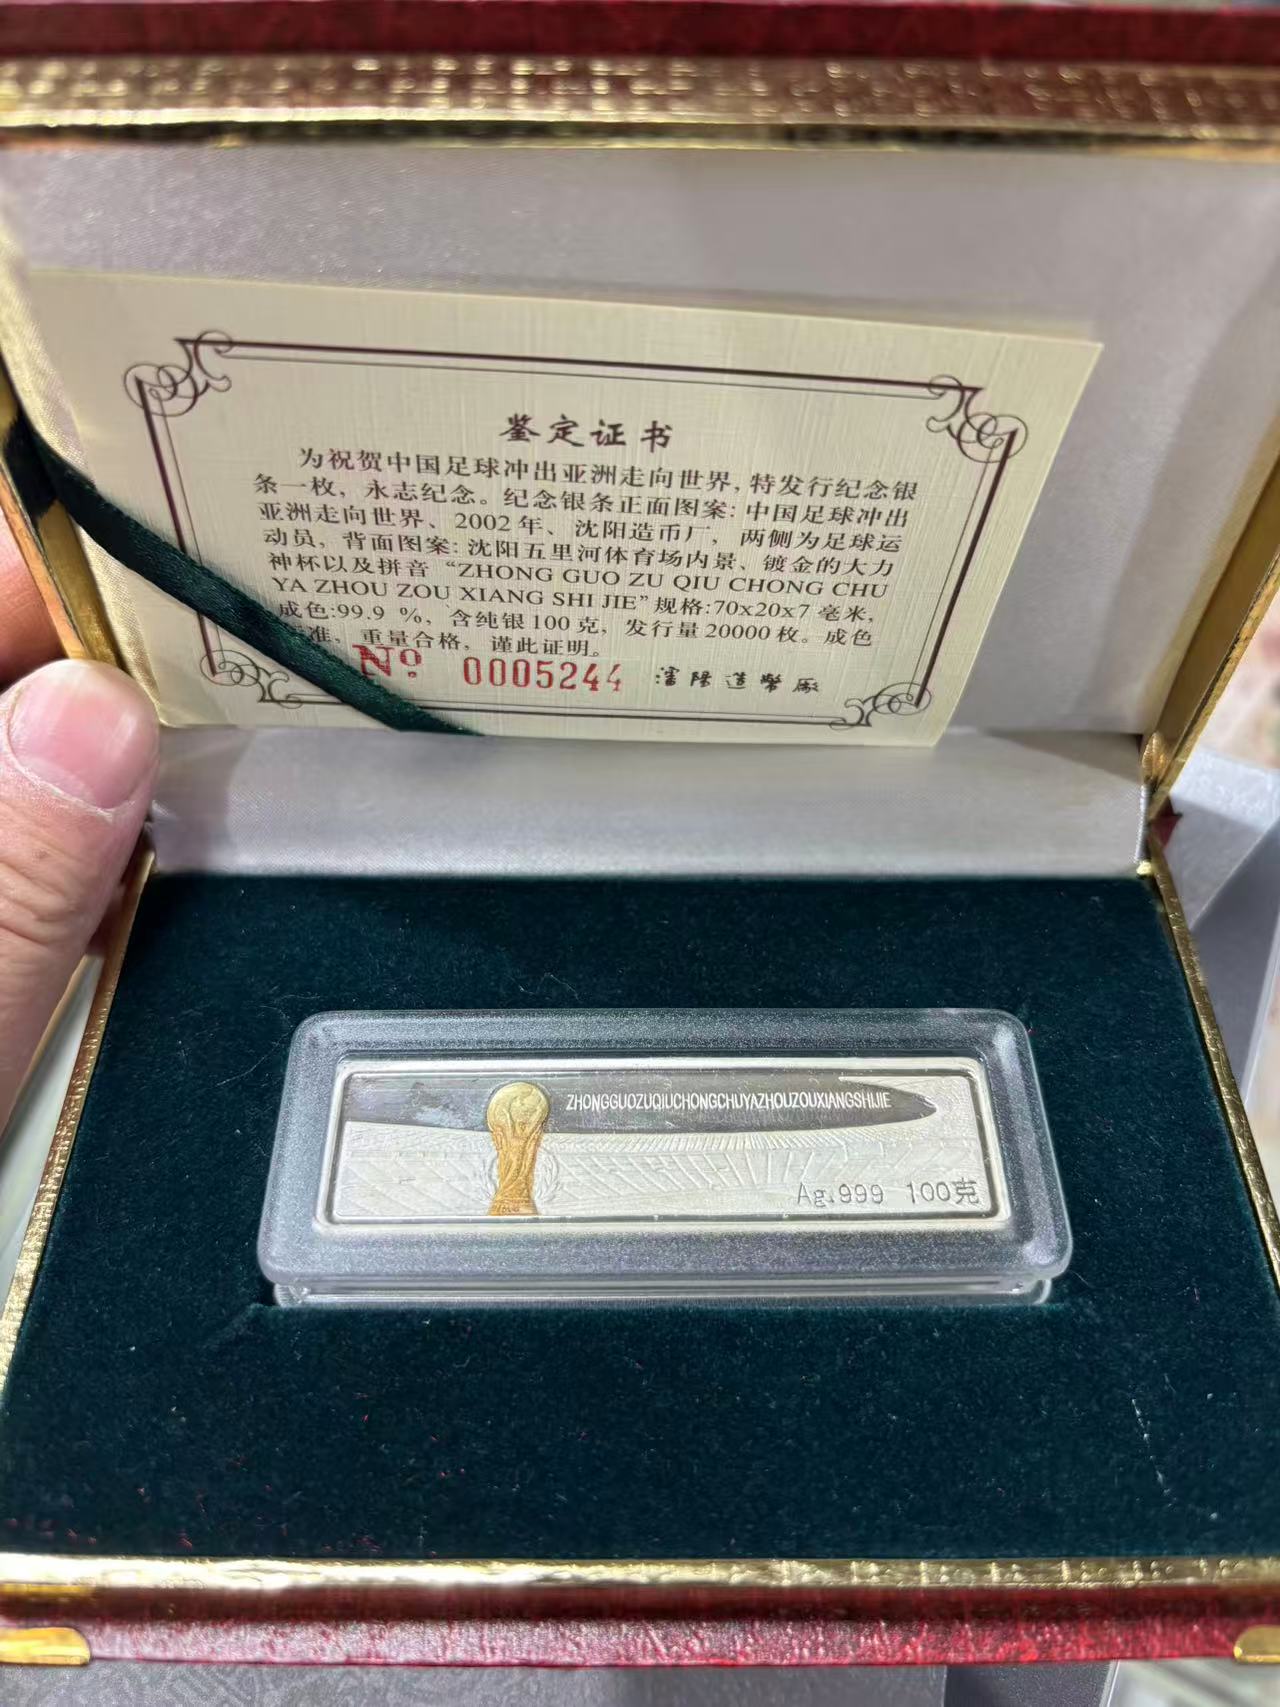 鉴定证书
为祝贺中国足球冲出亚洲走向世界,特发行纪念银
条一枚,永志纪念。纪念银条正面图案:中国足球冲出
亚洲走向世界、2002年、沈阳造币厂,两侧为足球运
动员,背面图案:沈阳五里河体育场内景、镀金的大力
神杯以及拼音“ZHONG GUO ZU QIU CHONG CHU
YA ZHOU ZOU XIANG SHI JIE”规格:70x20x7毫米,
成色:99.9 %,含纯银100克,发行量20000枚。成色
准,重量合格,谨此证明。
No 0005244 瀋陽造幣廠
ZHONGGUOZUQIUCHONGCHUYAZHOUZOUXIANGSHIJIE
Ag.999 100克